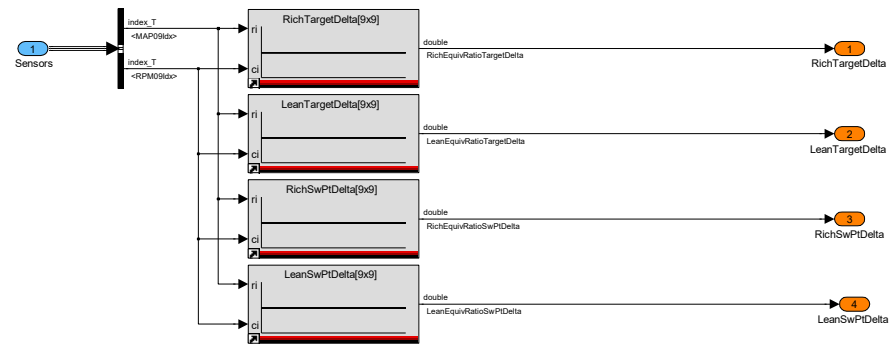 RichTargetDelta[9x9]
index_T
<MAP09Idx>
ri
1
Sensors
index_T
<RPM09Idx>
ci
double
RichEquivRatioTargetDelta
1
RichTargetDelta
LeanTargetDelta[9x9]
ri
ci
double
LeanEquivRatioTargetDelta
2
LeanTargetDelta
RichSwPtDelta[9x9]
ri
ci
double
RichEquivRatioSwPtDelta
3
RichSwPtDelta
LeanSwPtDelta[9x9]
ri
ci
double
LeanEquivRatioSwPtDelta
4
LeanSwPtDelta